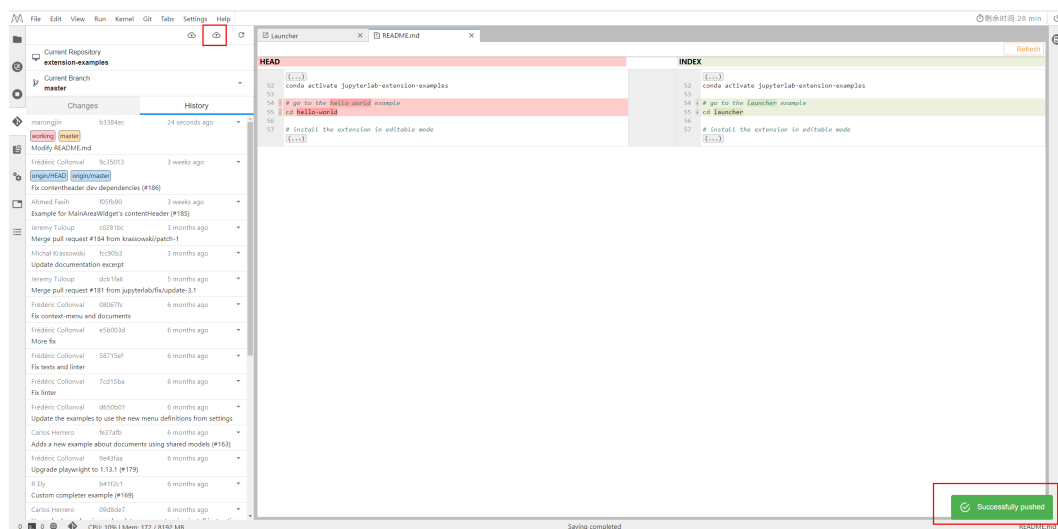 File Edit View Run Kernel Git Tabs Settings Help
剩余时间 28 min
Current Repository
extension-examples
Current Branch
master
Changes History
marongjin b3384ec 24 seconds ago
working master
Modify README.md
Frédéric Collonval 9c35013 3 weeks ago
origin/HEAD origin/master
Fix contentheader dev dependencies (#186)
Ahmed Fasih f05fb90 3 weeks ago
Example for MainAreaWidget's contentHeader (#185)
Jeremy Tuloup c0281bc 3 months ago
Merge pull request #184 from krassowski/patch-1
Michał Krassowski fcc90b3 3 months ago
Update documentation excerpt
Jeremy Tuloup dcb1fa6 5 months ago
Merge pull request #181 from jupyterlab/fix/update-3.1
Frédéric Collonval 08067fc 6 months ago
Fix context-menu and documents
Frédéric Collonval e5b003d 6 months ago
More fix
Frédéric Collonval 58715ef 6 months ago
Fix tests and linter
Frédéric Collonval 7cd15ba 6 months ago
Fix linter
Frédéric Collonval d650b01 6 months ago
Update the examples to use the new menu definitions from settings
Carlos Herrero fe27afb 6 months ago
Adds a new example about documents using shared models (#163)
Frédéric Collonval 9e43faa 6 months ago
Upgrade playwright to 1.13.1 (#179)
R Ely b41f2c1 6 months ago
Custom completer example (#169)
Carlos Herrero 09d8de7 6 months ago
Launcher README.md
Refresh
HEAD INDEX
(...)
52 conda activate jupyterlab-extension-examples
53
54 - # go to the hello world example
55 - cd hello-world
56
57 # install the extension in editable mode
(...)
(...)
52 conda activate jupyterlab-extension-examples
53
54 + # go to the launcher example
55 + cd launcher
56
57 # install the extension in editable mode
(...)
Successfully pushed
0 0 CPU: 10% | Mem: 172 / 8192 MB Saving completed README.md